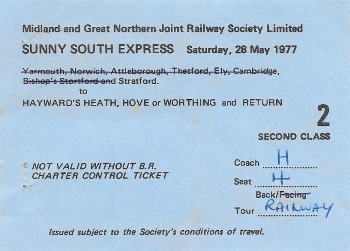 Midland and Great Northern Joint Railway Society Limited
SUNNY SOUTH EXPRESS Saturday, 28 May 1977
Yarmouth, Norwich, Attleborough, Thetford, Ely, Cambridge,
Bishop's Stortford and Stratford.
to
HAYWARD'S HEATH, HOVE or WORTHING and RETURN
2
SECOND CLASS
NOT VALID WITHOUT B.R.
CHARTER CONTROL TICKET
Coach H
Seat 4
Back/Facing
Tour RAILWAY
Issued subject to the Society's conditions of travel.